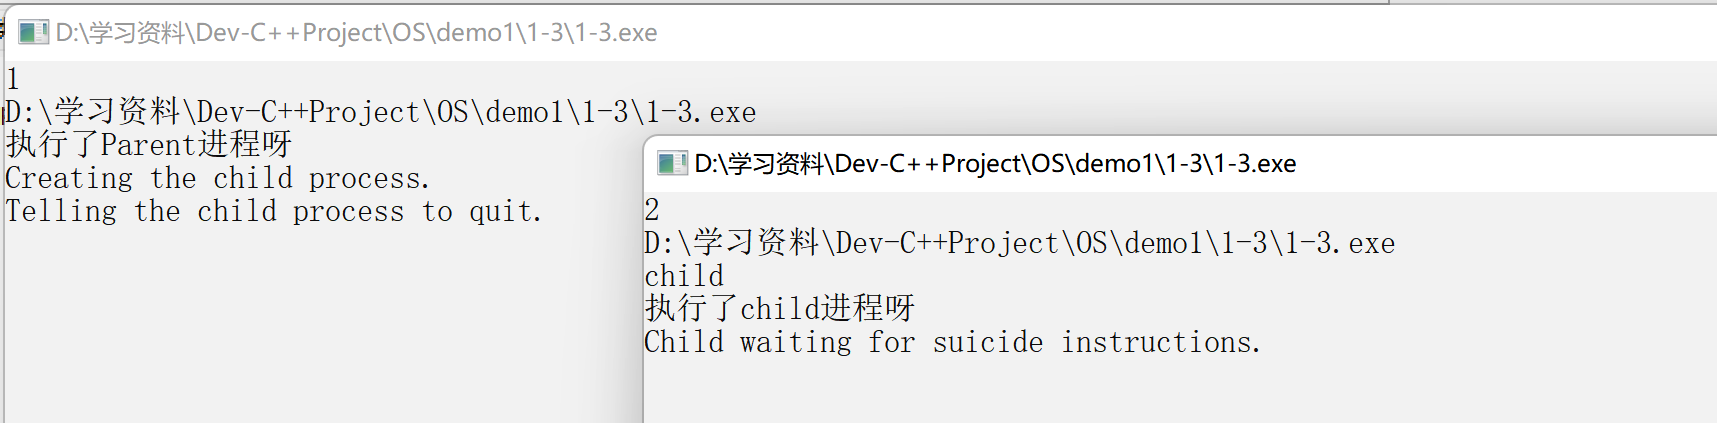 D:\学习资料\Dev-C++Project\OS\demo1\1-3\1-3.exe
1
D:\学习资料\Dev-C++Project\OS\demo1\1-3\1-3.exe
执行了Parent进程呀
Creating the child process.
Telling the child process to quit.
D:\学习资料\Dev-C++Project\OS\demo1\1-3\1-3.exe
2
D:\学习资料\Dev-C++Project\OS\demo1\1-3\1-3.exe
child
执行了child进程呀
Child waiting for suicide instructions.